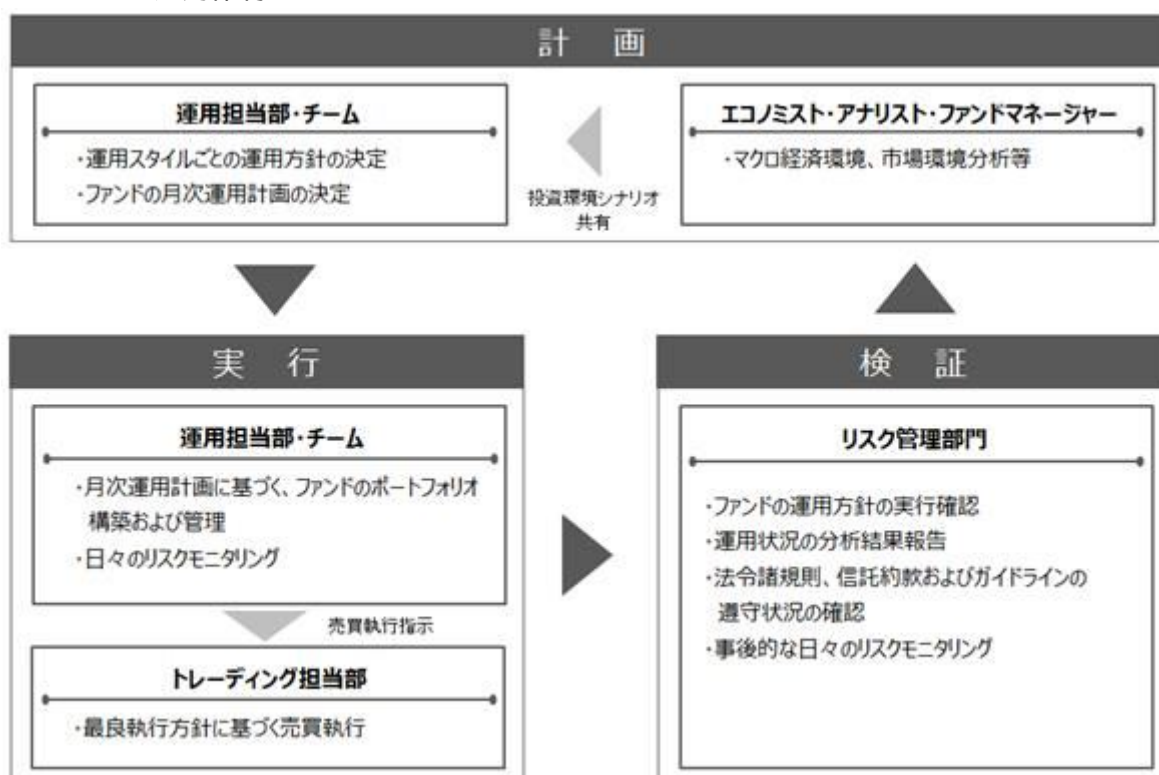 計 画
運用担当部・チーム
・運用スタイルごとの運用方針の決定
・ファンドの月次運用計画の決定
投資環境シナリオ
共有
エコノミスト・アナリスト・ファンドマネージャー
・マクロ経済環境、市場環境分析等
実 行
運用担当部・チーム
・月次運用計画に基づく、ファンドのポートフォリオ
構築および管理
・日々のリスクモニタリング
売買執行指示
トレーディング担当部
・最良執行方針に基づく売買執行
検 証
リスク管理部門
・ファンドの運用方針の実行確認
・運用状況の分析結果報告
・法令諸規則、信託約款およびガイドラインの
遵守状況の確認
・事後的な日々のリスクモニタリング